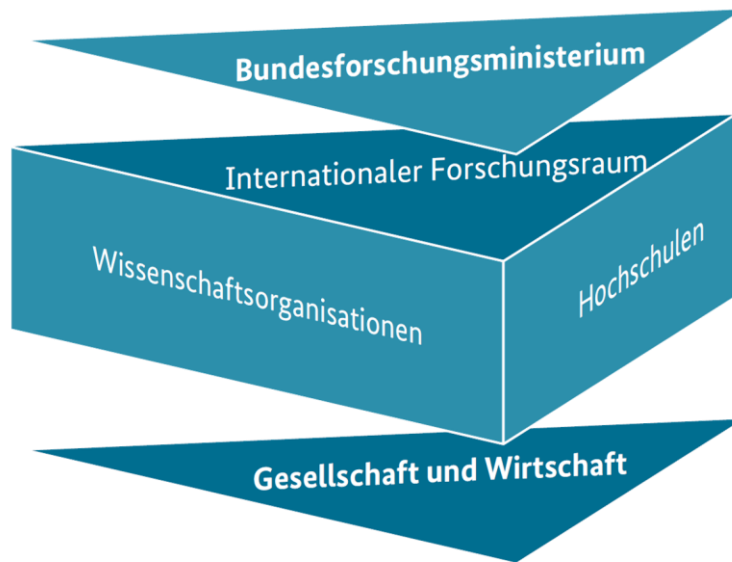 Bundesforschungsministerium
Internationaler Forschungsraum
Wissenschaftsorganisationen
Hochschulen
Gesellschaft und Wirtschaft